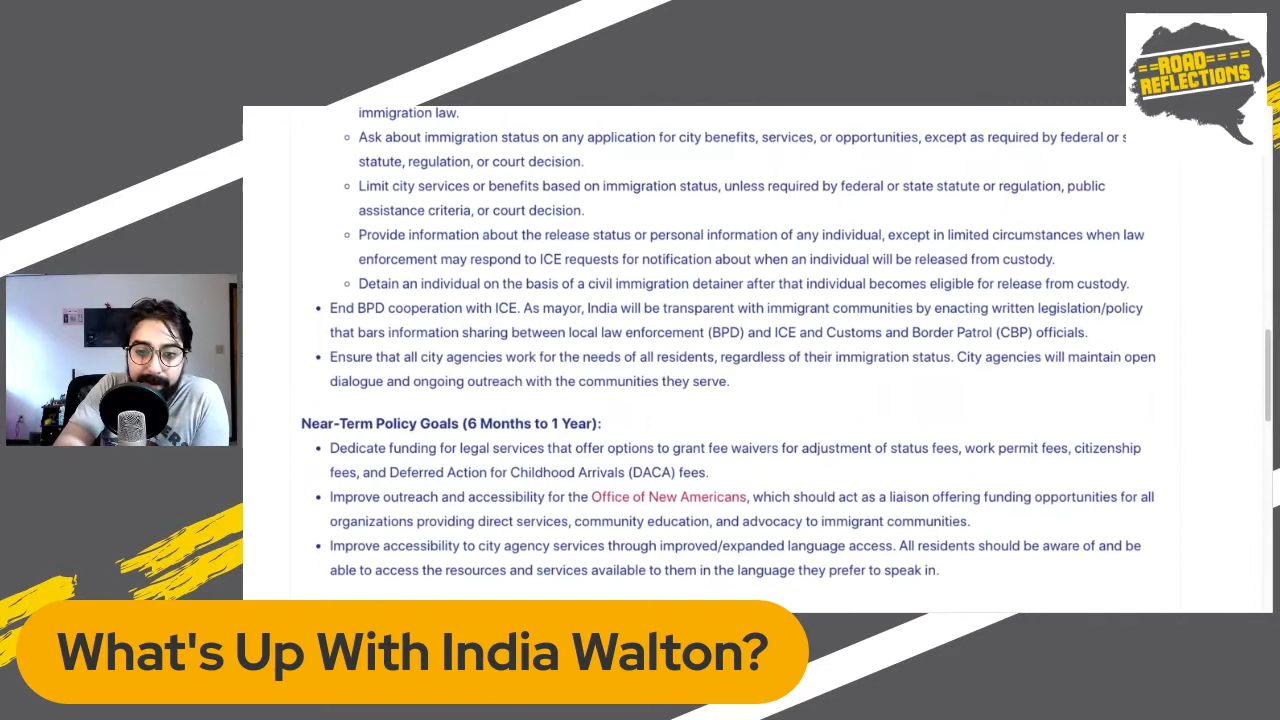 ==ROAD====
REFLECTIONS
immigration law.
Ask about immigration status on any application for city benefits, services, or opportunities, except as required by federal or s
statute, regulation, or court decision.
Limit city services or benefits based on immigration status, unless required by federal or state statute or regulation, public
assistance criteria, or court decision.
Provide information about the release status or personal information of any individual, except in limited circumstances when law
enforcement may respond to ICE requests for notification about when an individual will be released from custody.
Detain an individual on the basis of a civil immigration detainer after that individual becomes eligible for release from custody.
End BPD cooperation with ICE. As mayor, India will be transparent with immigrant communities by enacting written legislation/policy
that bars information sharing between local law enforcement (BPD) and ICE and Customs and Border Patrol (CBP) officials.
Ensure that all city agencies work for the needs of all residents, regardless of their immigration status. City agencies will maintain open
dialogue and ongoing outreach with the communities they serve.
Near-Term Policy Goals (6 Months to 1 Year):
Dedicate funding for legal services that offer options to grant fee waivers for adjustment of status fees, work permit fees, citizenship
fees, and Deferred Action for Childhood Arrivals (DACA) fees.
Improve outreach and accessibility for the Office of New Americans, which should act as a liaison offering funding opportunities for all
organizations providing direct services, community education, and advocacy to immigrant communities.
Improve accessibility to city agency services through improved/expanded language access. All residents should be aware of and be
able to access the resources and services available to them in the language they prefer to speak in.
What's Up With India Walton?